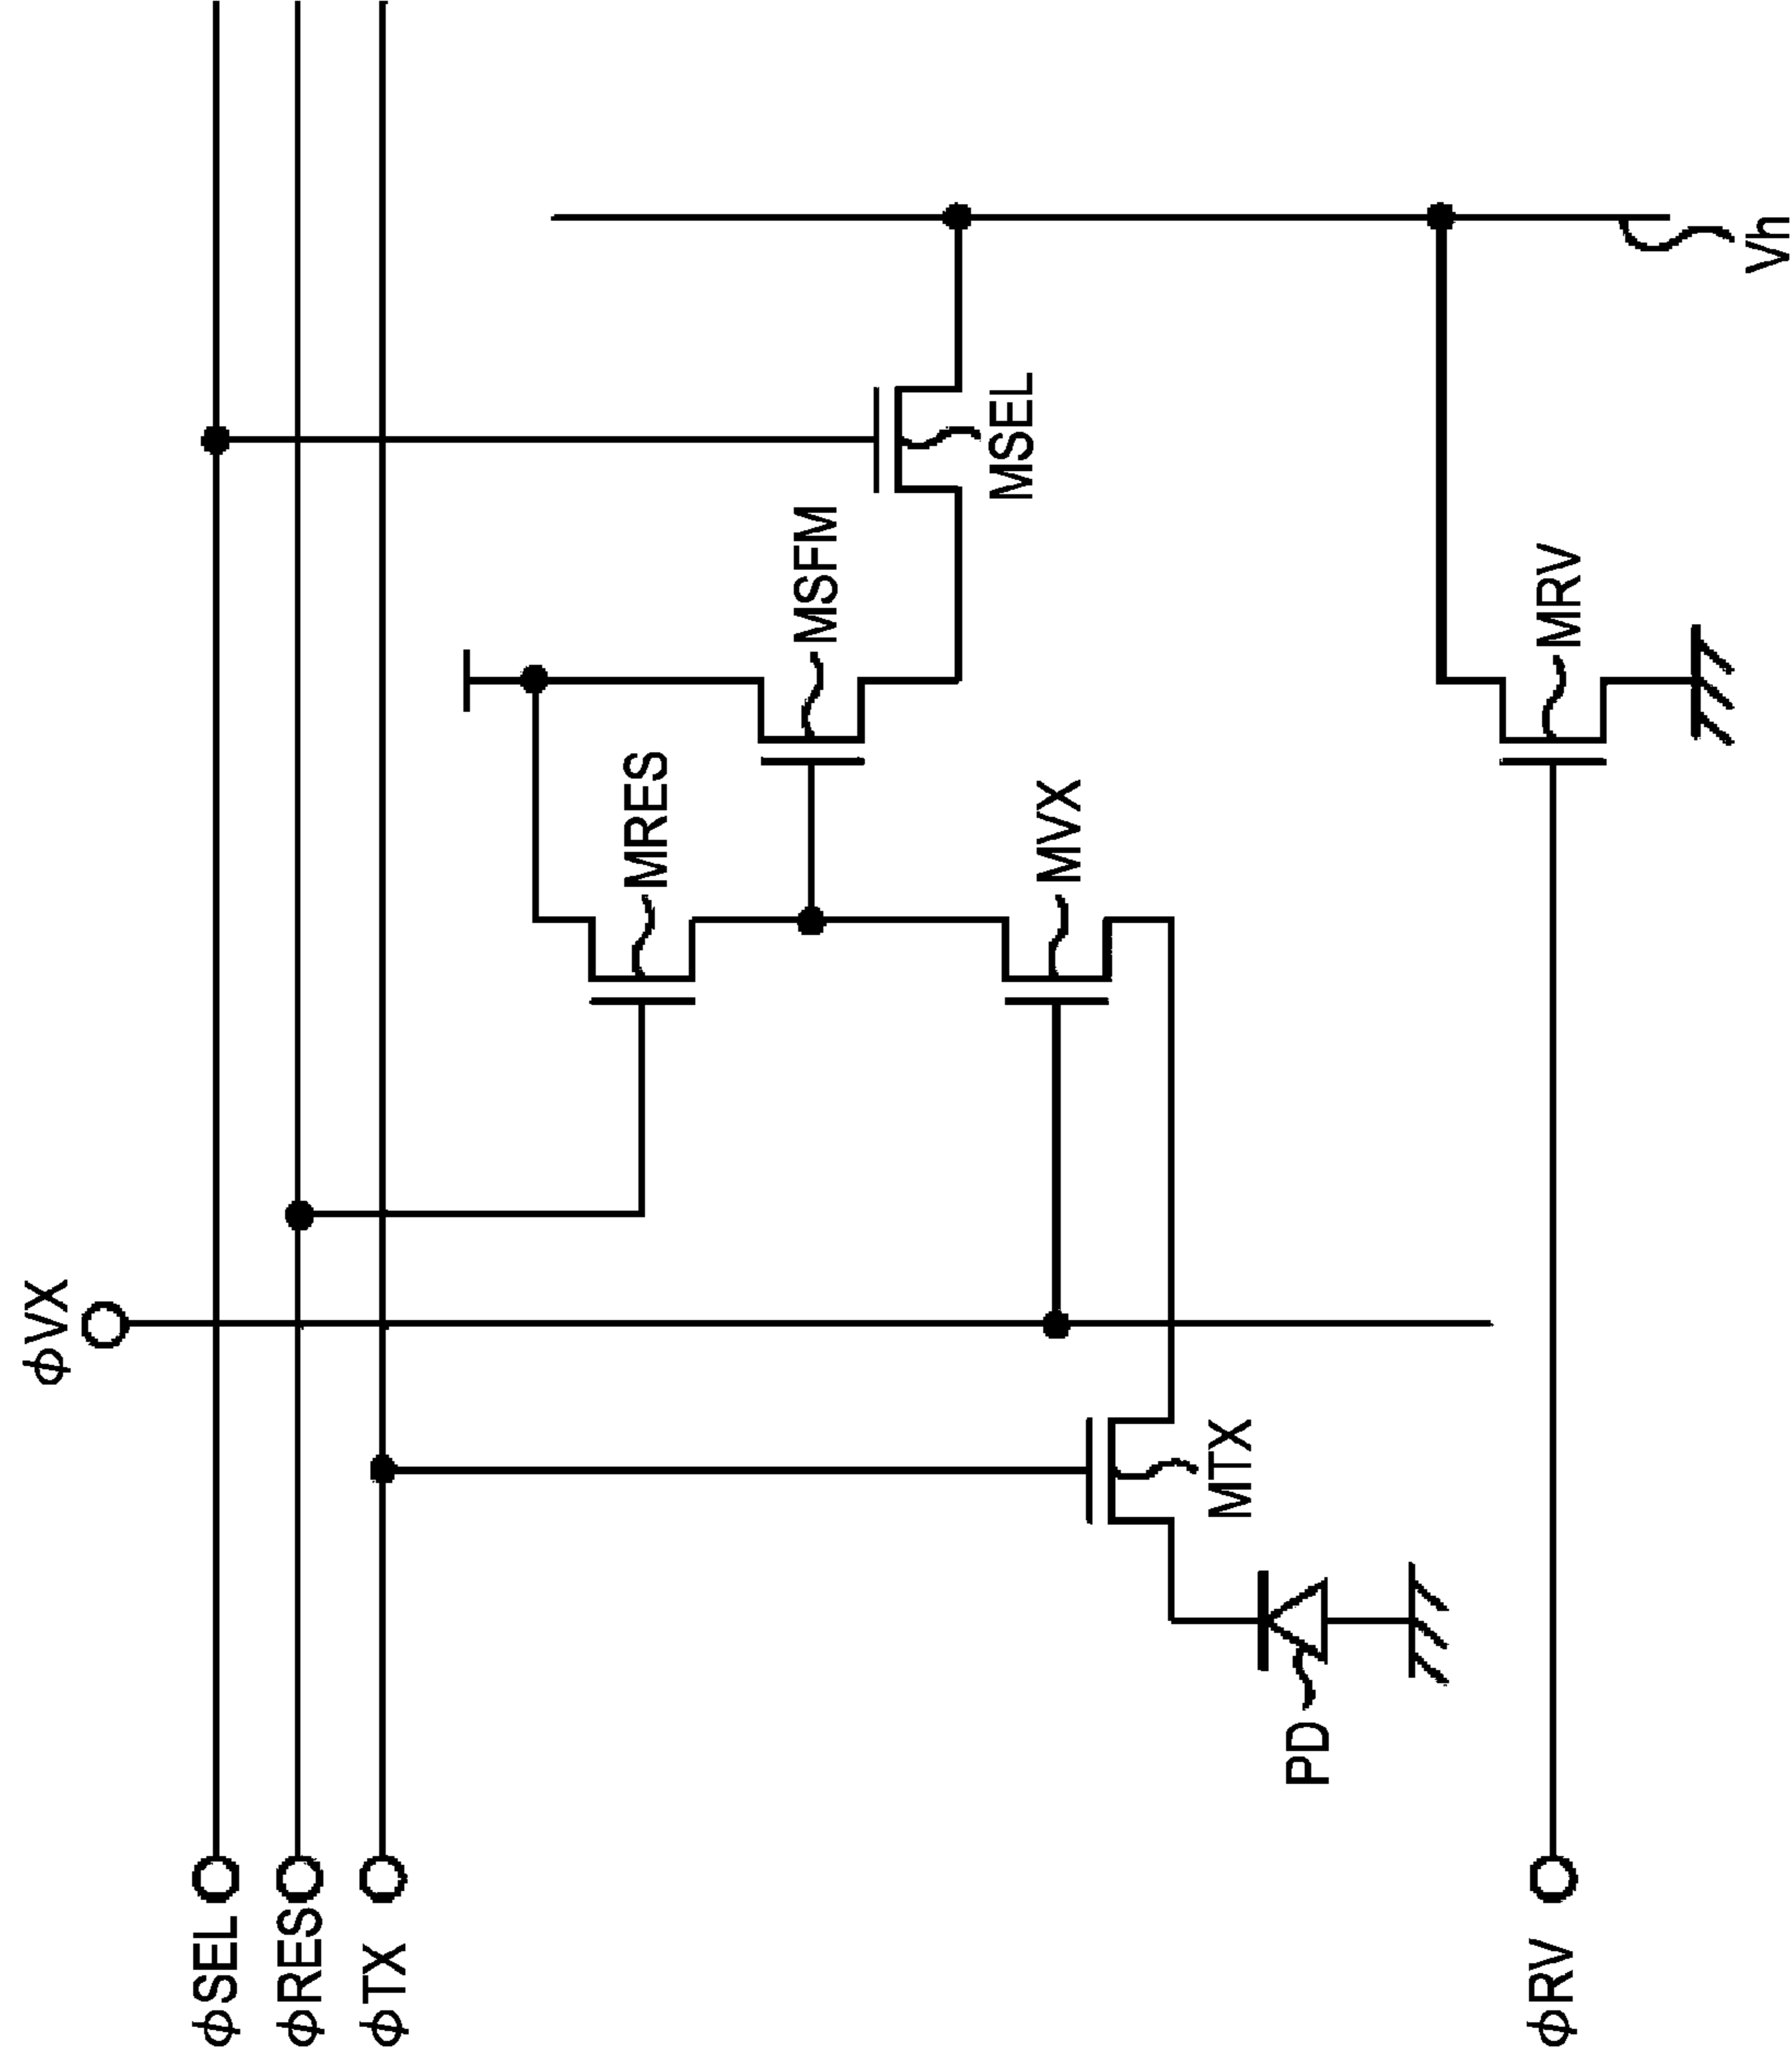 φVX
φSEL
φRES
φTX
MSEL
MSFM
MRES
MVX
MTX
PD
MRV
φRV
Vh